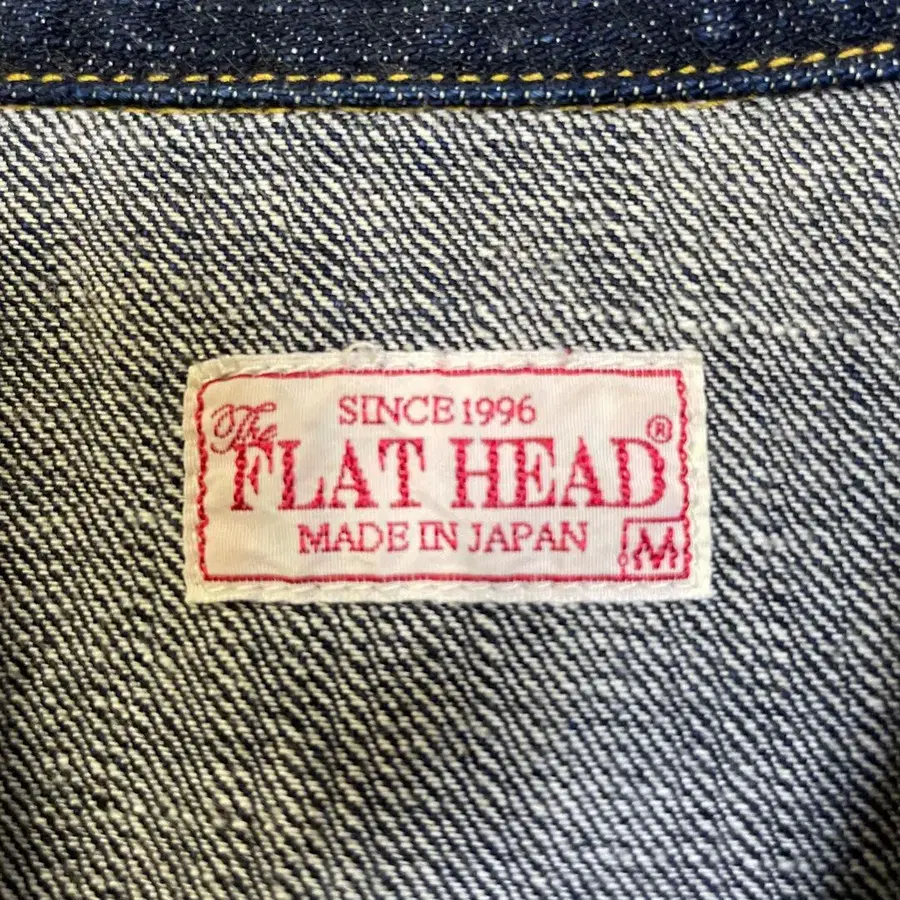 SINCE 1996
The FLAT HEAD®
MADE IN JAPAN
M